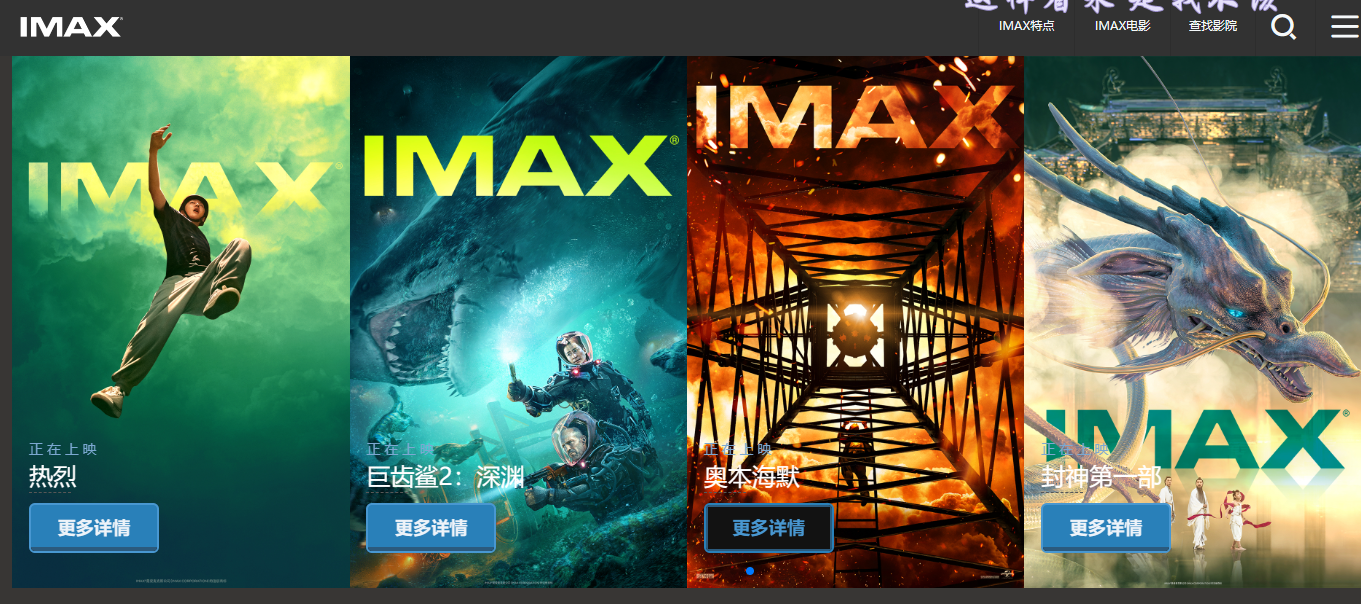 IMAX®
IMAX特点
IMAX电影
查找影院
IMAX
正在上映
热烈
更多详情
IMAX®
正在上映
巨齿鲨2：深渊
更多详情
IMAX
正在上映
奥本海默
更多详情
IMAX®
正在上映
封神第一部
更多详情